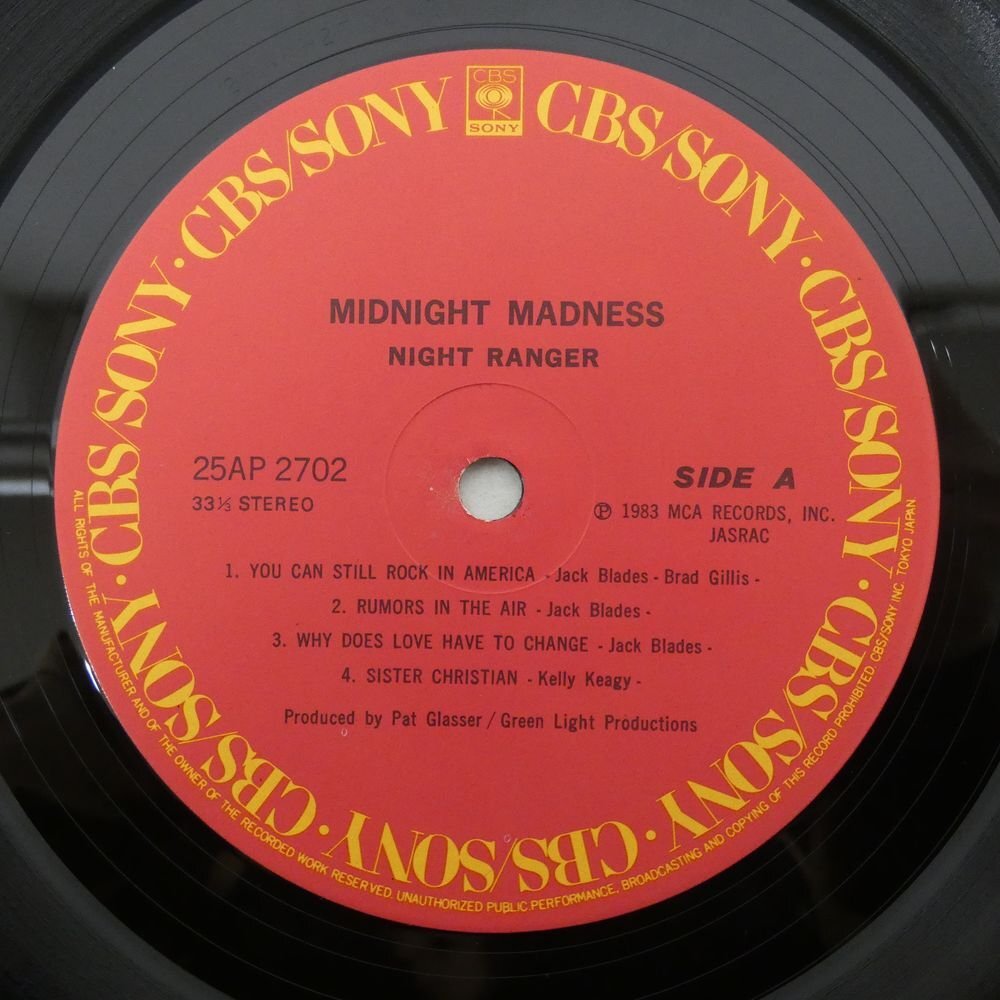 CBS
SONY
CBS/SONY · CBS/SONY · CBS/SONY · CBS/SONY · CBS/SONY · CBS/SONY · CBS/SONY · CBS/SONY
MIDNIGHT MADNESS
NIGHT RANGER
25AP 2702
33⅓ STEREO
SIDE A
Ⓟ 1983 MCA RECORDS, INC.
JASRAC
1. YOU CAN STILL ROCK IN AMERICA - Jack Blades - Brad Gillis -
2. RUMORS IN THE AIR - Jack Blades -
3. WHY DOES LOVE HAVE TO CHANGE - Jack Blades -
4. SISTER CHRISTIAN - Kelly Keagy -
Produced by Pat Glasser / Green Light Productions
ALL RIGHTS OF THE MANUFACTURER AND OF THE OWNER OF THE RECORDED WORK RESERVED. UNAUTHORIZED PUBLIC PERFORMANCE, BROADCASTING AND COPYING OF THIS RECORD PROHIBITED. CBS/SONY INC. TOKYO JAPAN